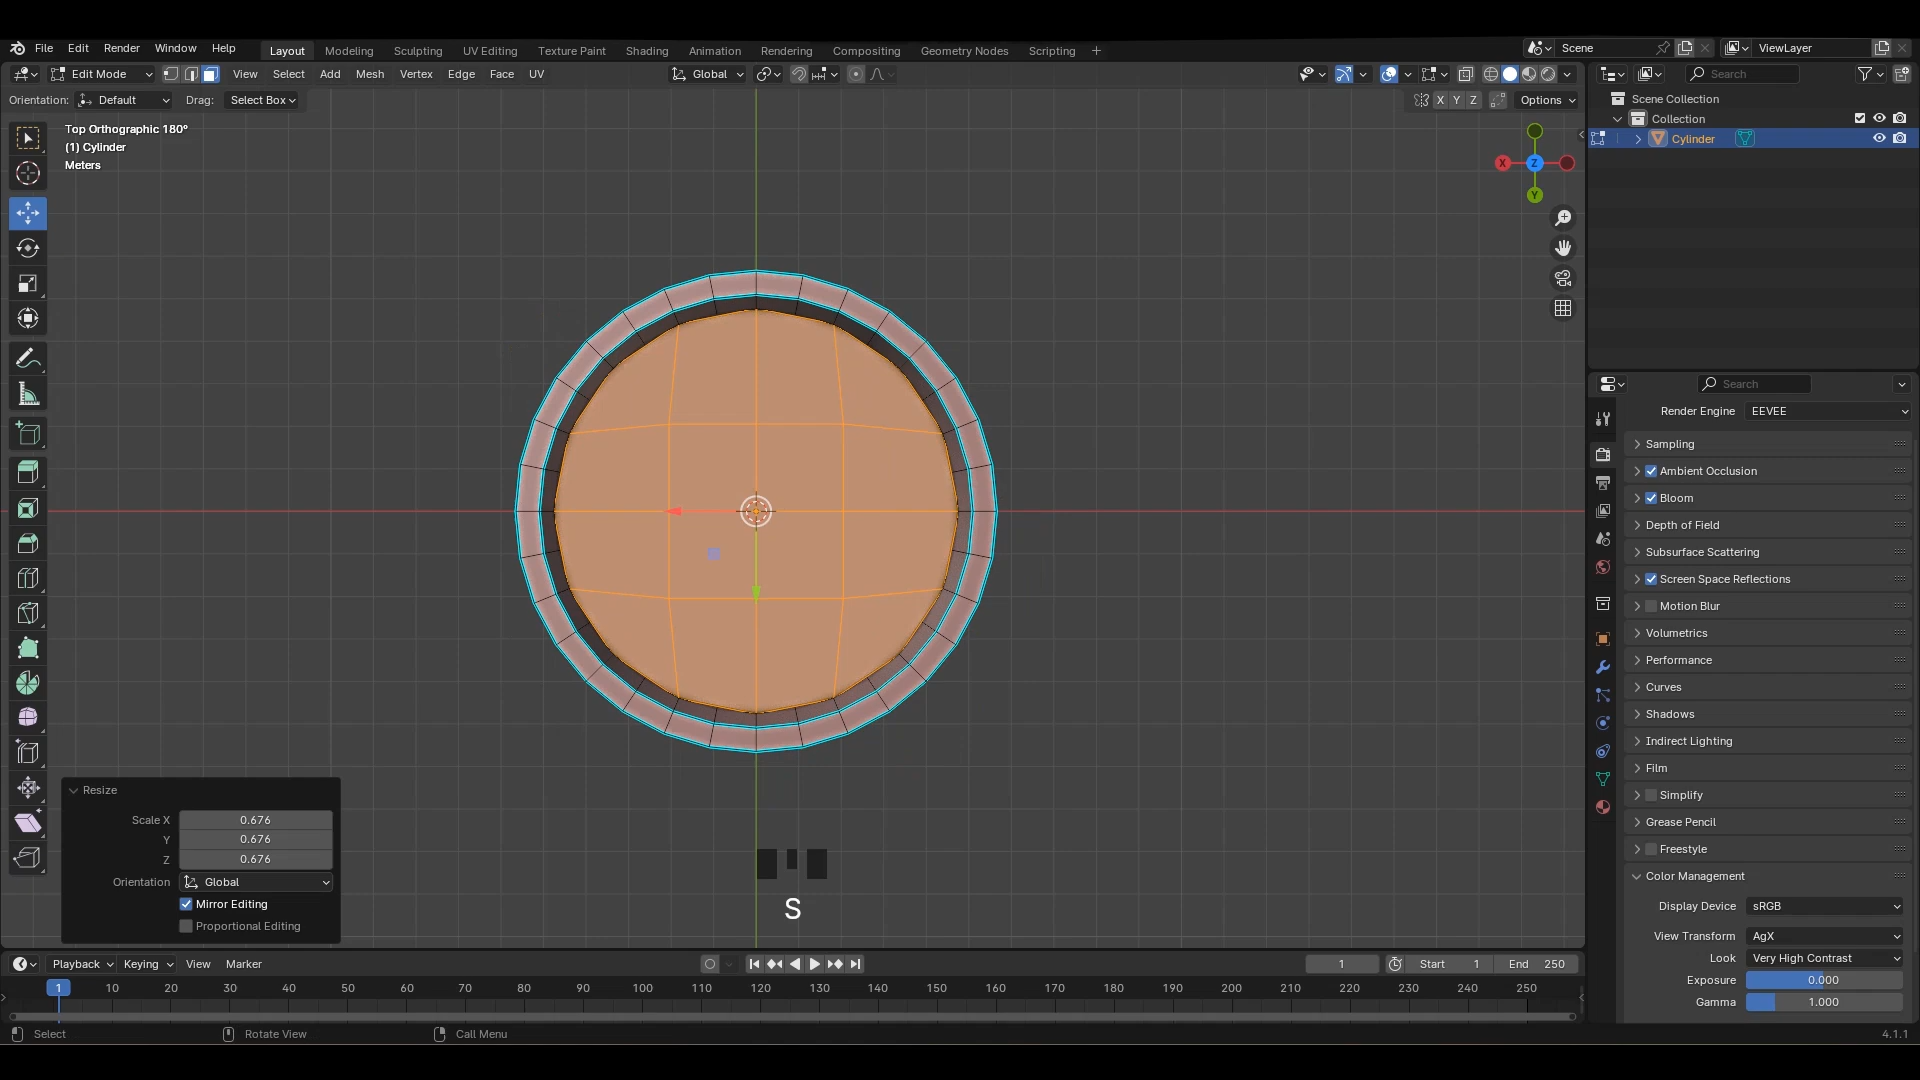 File Edit Render Window Help Layout Modeling Sculpting UV Editing Texture Paint Shading Animation Rendering Compositing Geometry Nodes Scripting + Scene ViewLayer
Edit Mode View Select Add Mesh Vertex Edge Face UV Global Search
Orientation: Default Drag: Select Box X Y Z Options
Scene Collection
Collection
Cylinder
Top Orthographic 180°
(1) Cylinder
Meters
X Z
Y
Search
Render Engine EEVEE
Sampling
Ambient Occlusion
Bloom
Depth of Field
Subsurface Scattering
Screen Space Reflections
Motion Blur
Volumetrics
Performance
Curves
Shadows
Indirect Lighting
Film
Simplify
Grease Pencil
Freestyle
Color Management
Display Device sRGB
View Transform AgX
Look Very High Contrast
Exposure 0.000
Gamma 1.000
Resize
Scale X 0.676
Y 0.676
Z 0.676
Orientation Global
Mirror Editing
Proportional Editing
S
Playback Keying View Marker 1 Start 1 End 250
1 10 20 30 40 50 60 70 80 90 100 110 120 130 140 150 160 170 180 190 200 210 220 230 240 250
Select Rotate View Call Menu 4.1.1